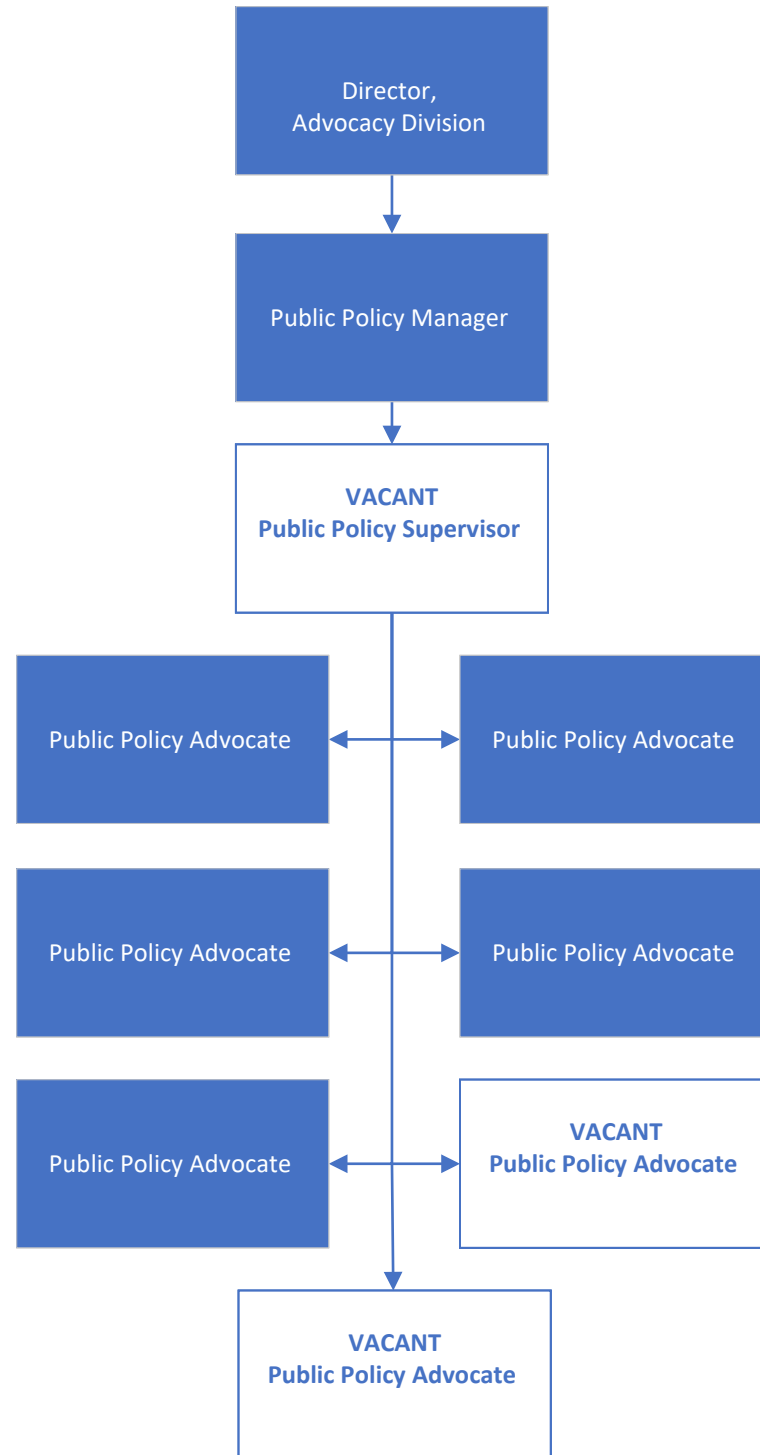 Director,
Advocacy Division
Public Policy Manager
VACANT
Public Policy Supervisor
Public Policy Advocate
Public Policy Advocate
Public Policy Advocate
Public Policy Advocate
Public Policy Advocate
VACANT
Public Policy Advocate
VACANT
Public Policy Advocate